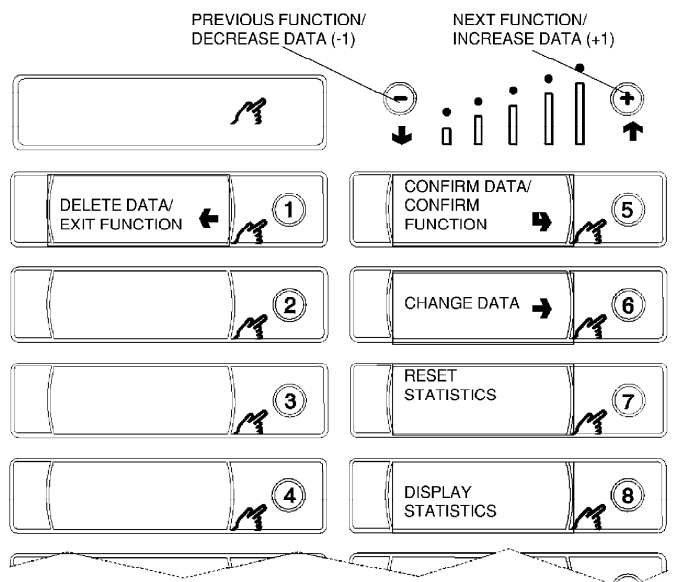 PREVIOUS FUNCTION/
DECREASE DATA (-1)
NEXT FUNCTION/
INCREASE DATA (+1)
DELETE DATA/
EXIT FUNCTION
1
CONFIRM DATA/
CONFIRM
FUNCTION
5
2
CHANGE DATA
6
3
RESET
STATISTICS
7
4
DISPLAY
STATISTICS
8